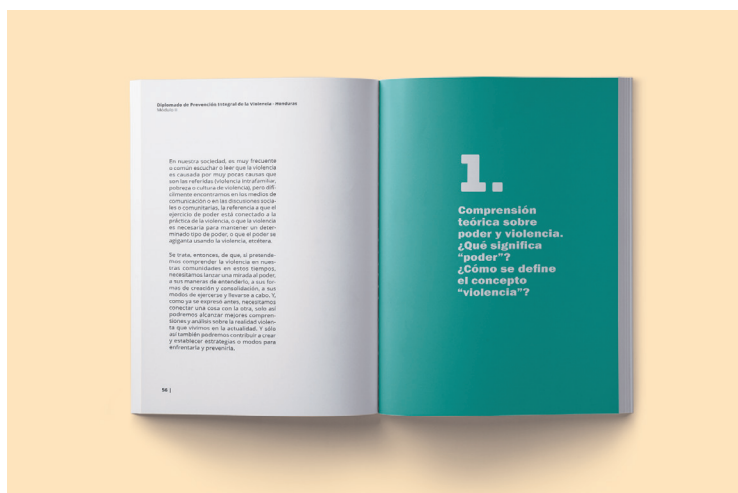 Diplomado de Prevención Integral de la Violencia - Honduras
Módulo II
En nuestra sociedad, es muy frecuente
o común escuchar o leer que la violencia
es causada por muy pocas causas que
son las referidas (violencia intrafamiliar,
pobreza o cultura de violencia), pero difí-
cilmente encontramos en los medios de
comunicación o en las discusiones socia-
les o comunitarias, la referencia a que el
ejercicio de poder está conectado a la
práctica de la violencia, o que la violencia
es necesaria para mantener un deter-
minado tipo de poder, o que el poder se
agiganta usando la violencia, etcétera.
Se trata, entonces, de que, si pretende-
mos comprender la violencia en nues-
tras comunidades en estos tiempos,
necesitamos lanzar una mirada al poder,
a sus maneras de entenderlo, a sus for-
mas de creación y consolidación, a sus
modos de ejercerse y llevarse a cabo. Y,
como ya se expresó antes, necesitamos
conectar una cosa con la otra, solo así
podremos alcanzar mejores compren-
siones y análisis sobre la realidad violen-
ta que vivimos en la actualidad. Y sólo
así también podremos contribuir a crear
y establecer estrategias o modos para
enfrentarla y prevenirla.
56 |
1.
Comprensión
teórica sobre
poder y violencia.
¿Qué significa
“poder”?
¿Cómo se define
el concepto
“violencia”?